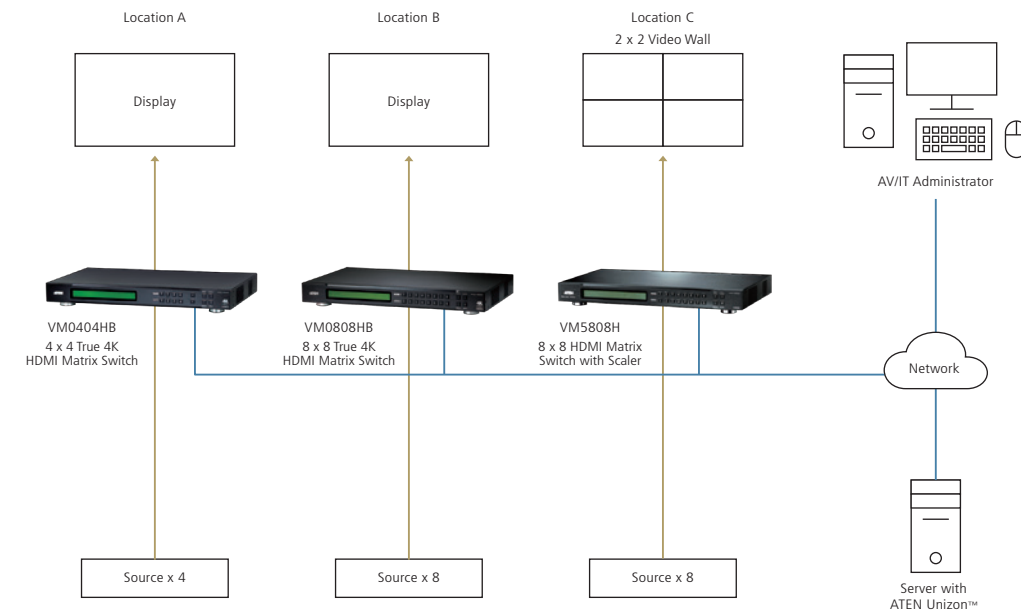 Location A
Location B
Location C
2 x 2 Video Wall
Display
Display
AV/IT Administrator
VM0404HB
4 x 4 True 4K
HDMI Matrix Switch
VM0808HB
8 x 8 True 4K
HDMI Matrix Switch
VM5808H
8 x 8 HDMI Matrix
Switch with Scaler
Network
Source x 4
Source x 8
Source x 8
Server with
ATEN Unizon™